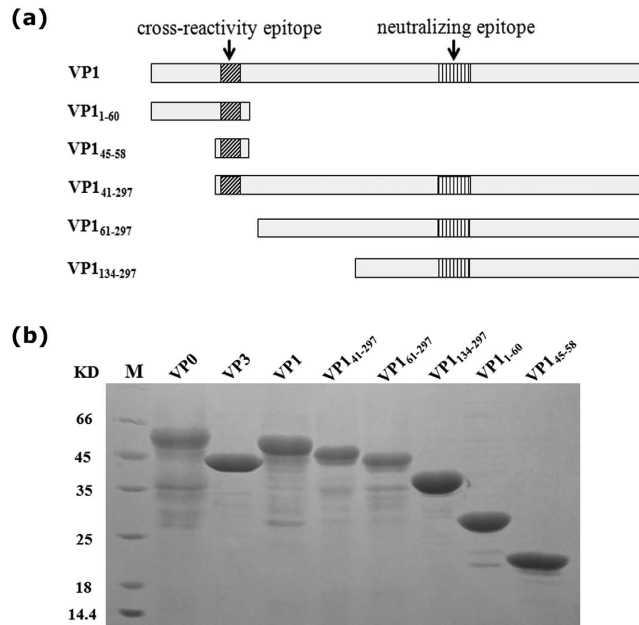 (a)
cross-reactivity epitope neutralizing epitope
VP1
VP1₁₋₆₀
VP1₄₅₋₅₈
VP1₄₁₋₂₉₇
VP1₆₁₋₂₉₇
VP1₁₃₄₋₂₉₇
(b)
KD M VP0 VP3 VP1 VP1₄₁₋₂₉₇ VP1₆₁₋₂₉₇ VP1₁₃₄₋₂₉₇ VP1₁₋₆₀ VP1₄₅₋₅₈
66
45
35
25
18
14.4